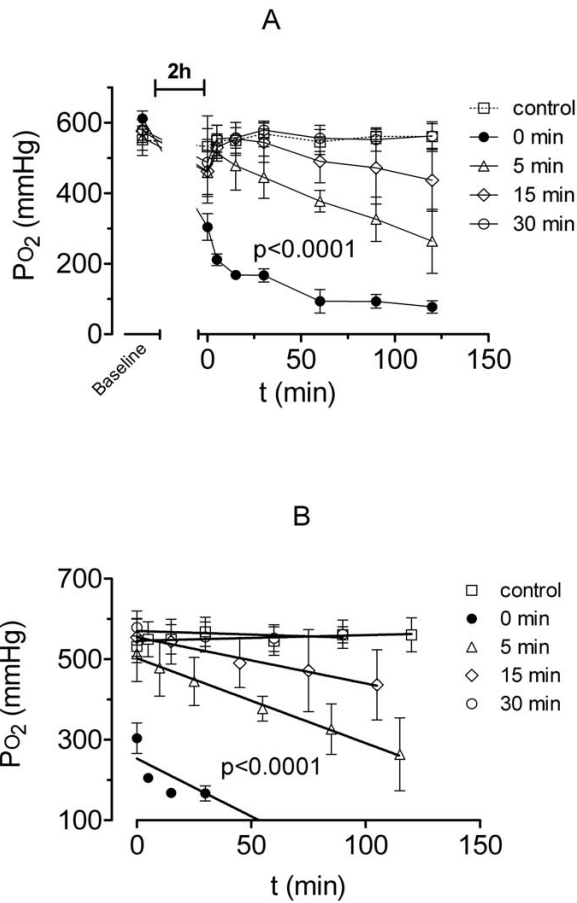 A
2h
600
400
200
0
Po2 (mmHg)
p<0.0001
Baseline
0
50
100
150
t (min)
control
0 min
5 min
15 min
30 min
B
700
500
300
100
Po2 (mmHg)
p<0.0001
0
50
100
150
t (min)
control
0 min
5 min
15 min
30 min